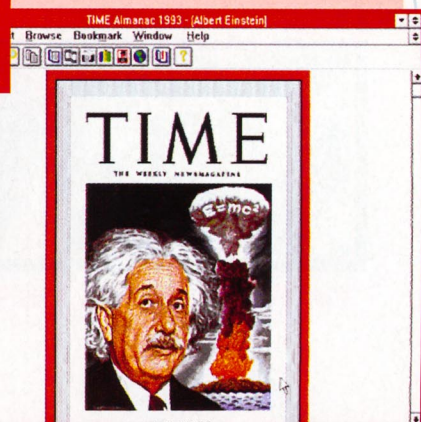 TIME Almanac 1993 - [Albert Einstein]
t Browse Bookmark Window Help
?
TIME
THE WEEKLY NEWSMAGAZINE
E=mc²